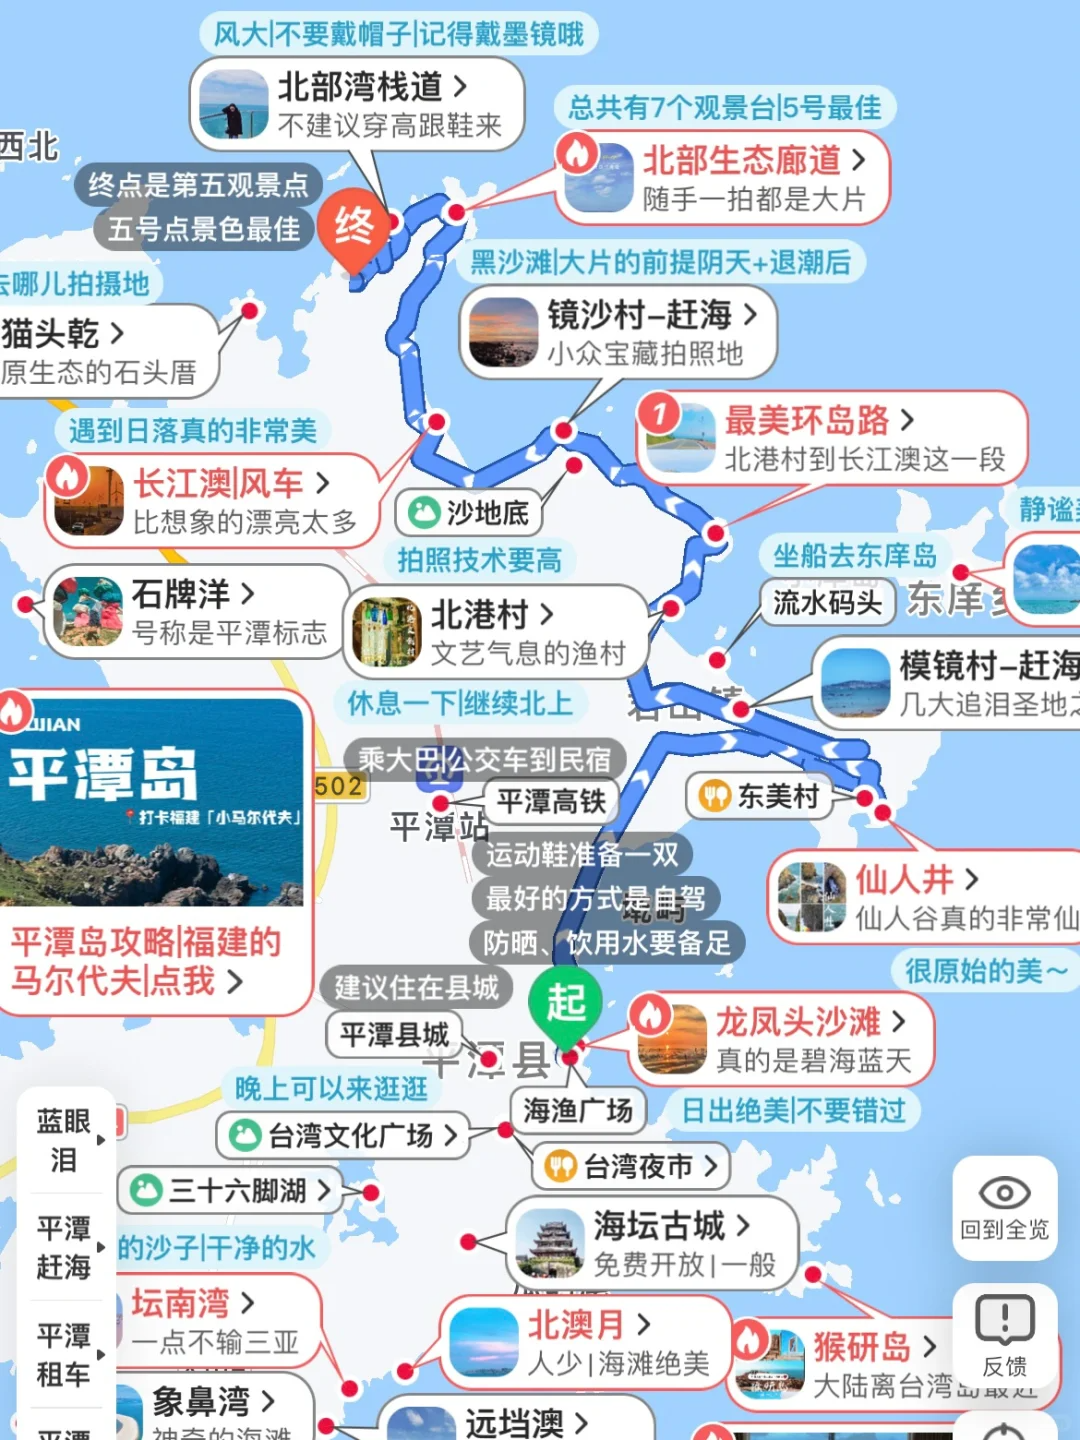 风大|不要戴帽子|记得戴墨镜哦
北部湾栈道
不建议穿高跟鞋来
总共有7个观景台|5号最佳
北部生态廊道
随手一拍都是大片
西北
终点是第五观景点
五号点景色最佳
终
黑沙滩|大片的前提阴天+退潮后
去哪儿拍摄地
猫头乾
原生态的石头厝
镜沙村-赶海
小众宝藏拍照地
1
最美环岛路
北港村到长江澳这一段
遇到日落真的非常美
长江澳|风车
比想象的漂亮太多
沙地底
静谧
拍照技术要高
坐船去东庠岛
石牌洋
号称是平潭标志
北港村
文艺气息的渔村
流水码头
东庠乡
模镜村-赶海
几大追泪圣地之
休息一下|继续北上
乘大巴|公交车到民宿
502
平潭高铁
平潭站
东美村
平潭岛
打卡福建「小马尔代夫」
平潭岛攻略|福建的
马尔代夫|点我
运动鞋准备一双
最好的方式是自驾
防晒、饮用水要备足
仙人井
仙人谷真的非常仙
很原始的美～
建议住在县城
平潭县城
平潭县
起
龙凤头沙滩
真的是碧海蓝天
海渔广场
日出绝美|不要错过
晚上可以来逛逛
台湾文化广场
台湾夜市
三十六脚湖
海坛古城
免费开放|一般
的沙子|干净的水
坛南湾
一点不输三亚
北澳月
人少|海滩绝美
猴研岛
大陆离台湾岛最近
象鼻湾
神奇的海滩
远垱澳
蓝眼
泪
平潭
赶海
平潭
租车
平潭
回到全览
反馈